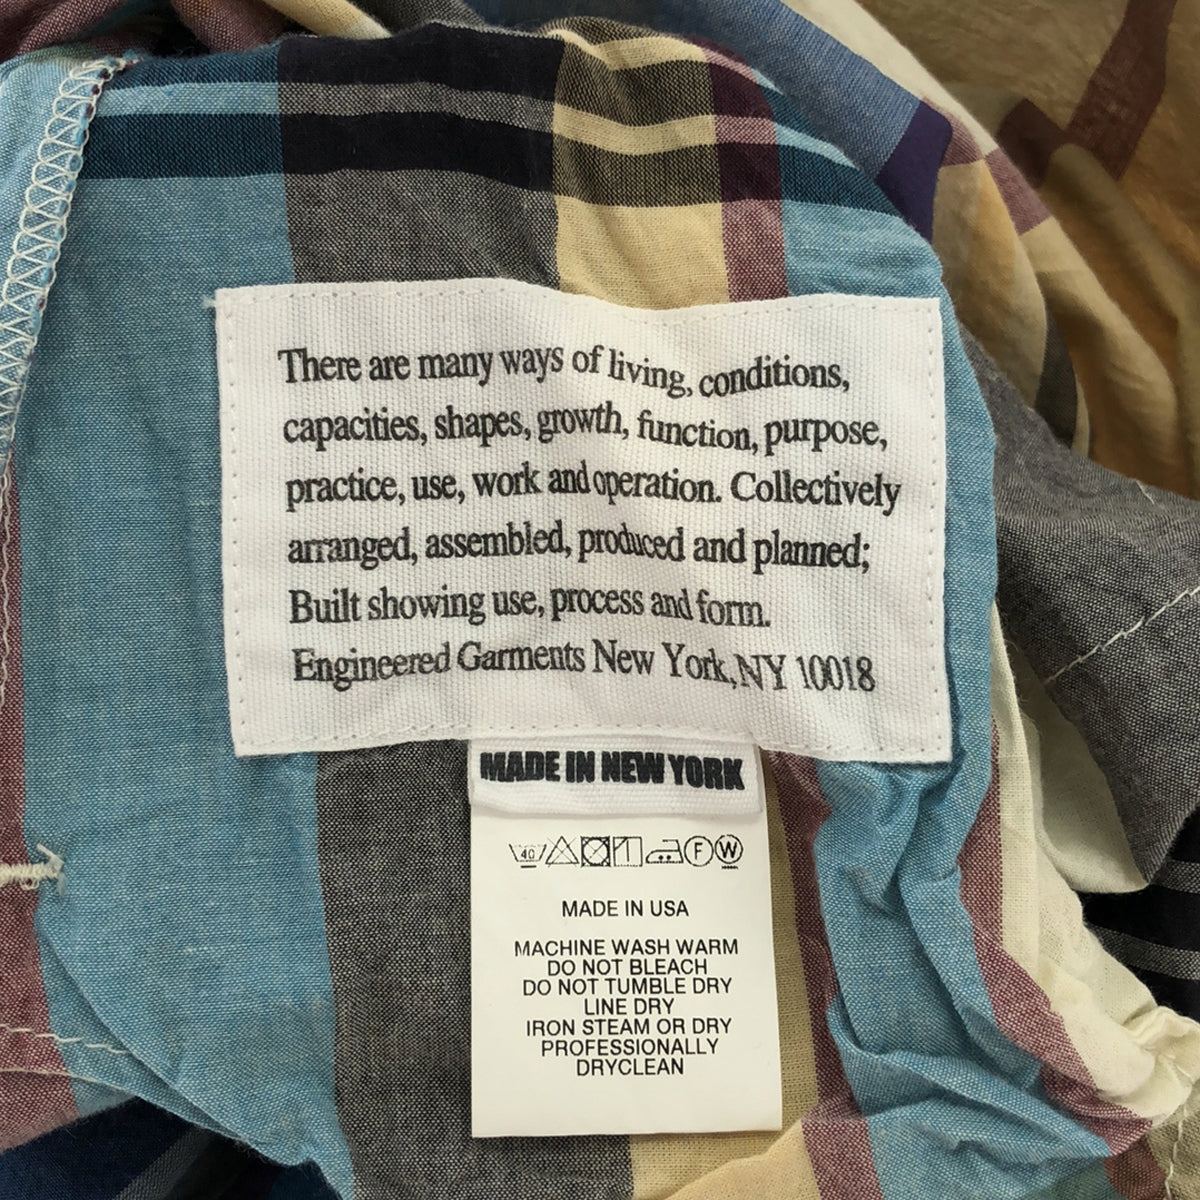 There are many ways of living, conditions,
capacities, shapes, growth, function, purpose,
practice, use, work and operation. Collectively
arranged, assembled, produced and planned;
Built showing use, process and form.
Engineered Garments New York, NY 10018
MADE IN NEW YORK
40 F W
MADE IN USA
MACHINE WASH WARM
DO NOT BLEACH
DO NOT TUMBLE DRY
LINE DRY
IRON STEAM OR DRY
PROFESSIONALLY
DRYCLEAN